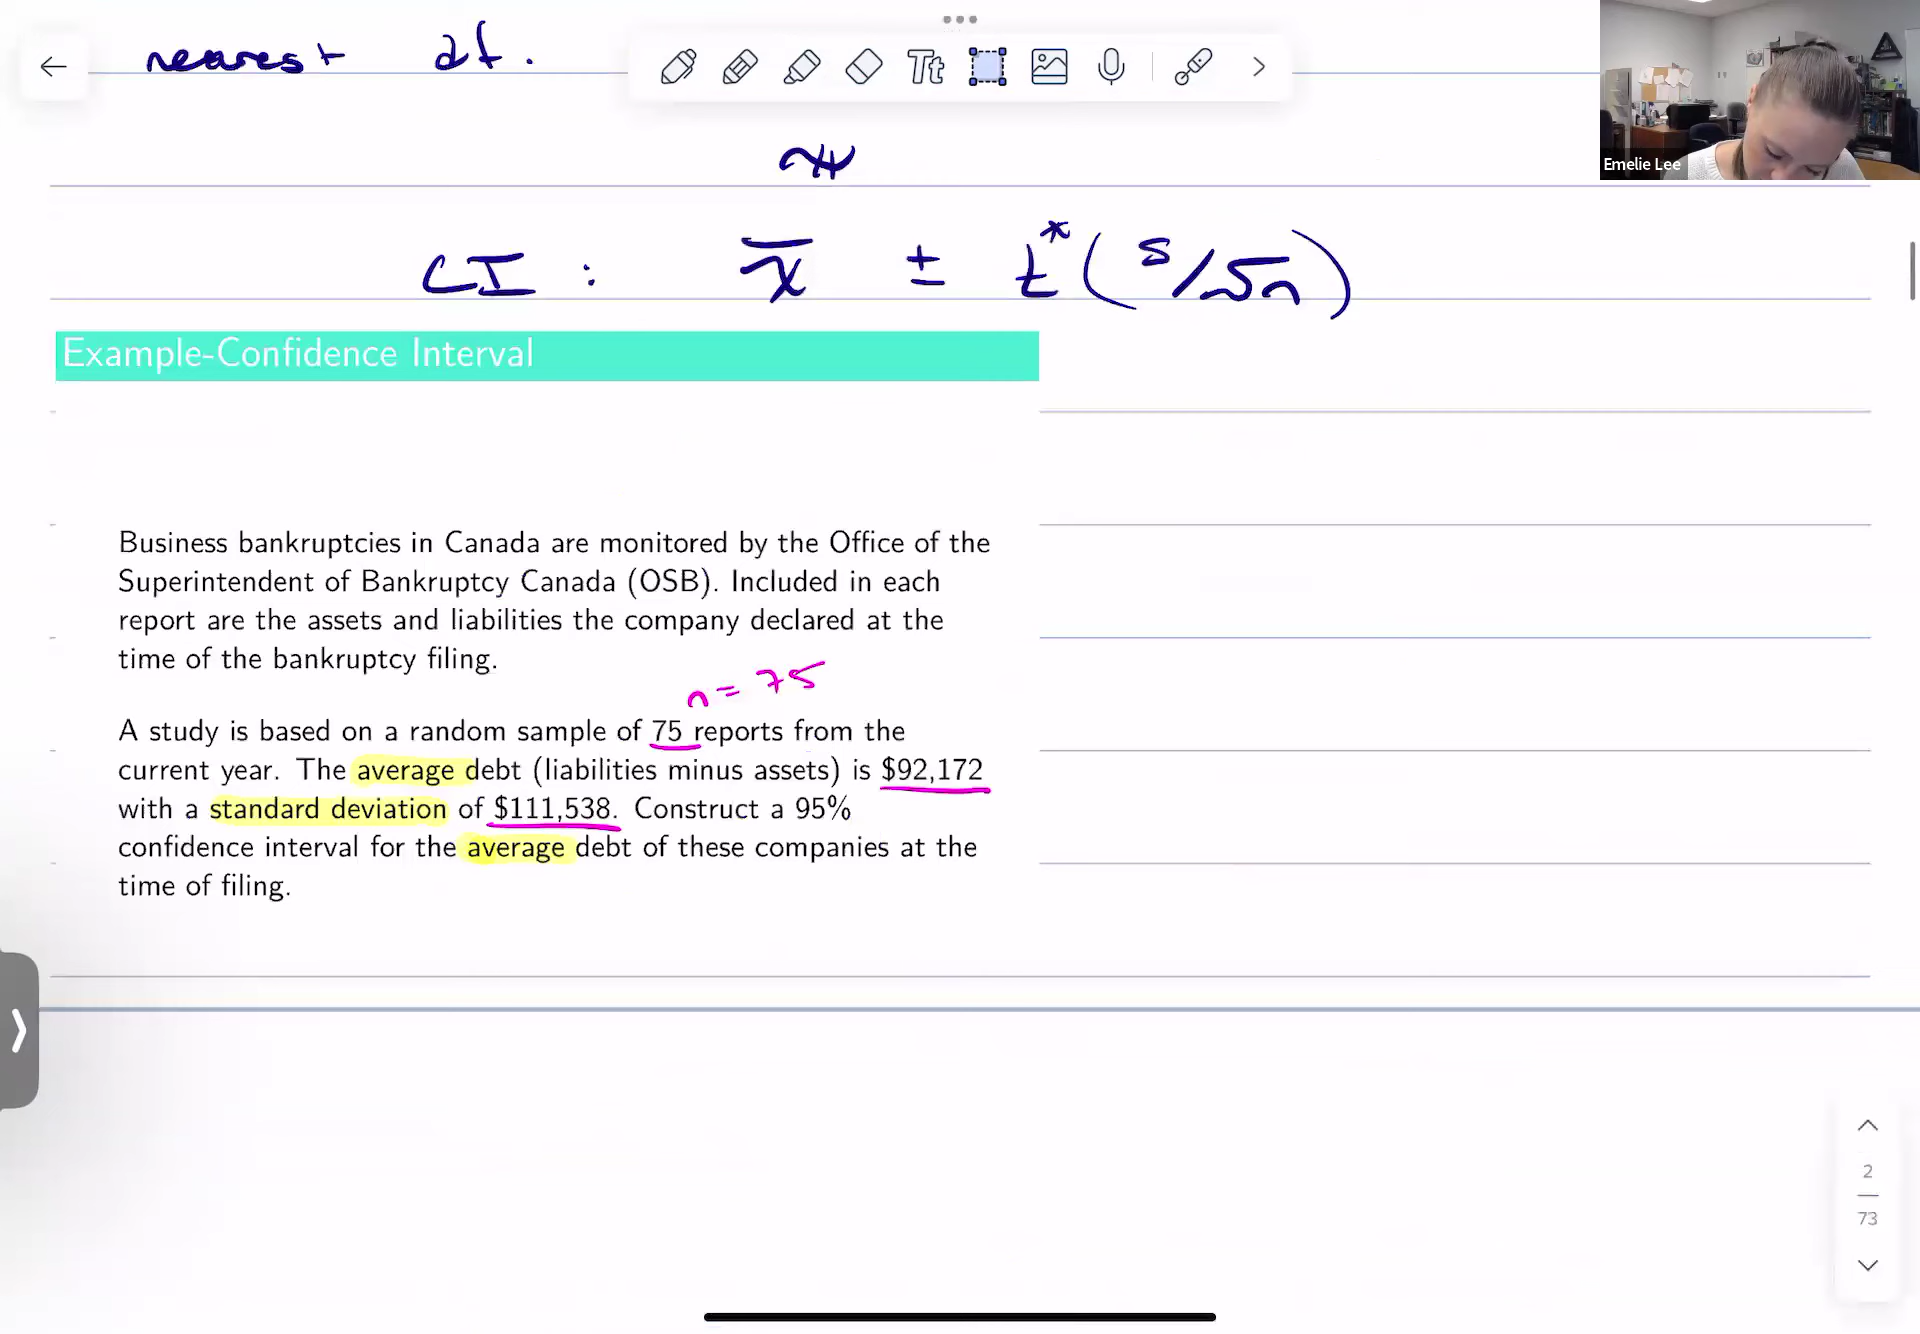 nearest df.
Tt
Emelie Lee
CI : x̄ ± t*(s/√n)
Example-Confidence Interval
Business bankruptcies in Canada are monitored by the Office of the
Superintendent of Bankruptcy Canada (OSB). Included in each
report are the assets and liabilities the company declared at the
time of the bankruptcy filing.
n = 75
A study is based on a random sample of 75 reports from the
current year. The average debt (liabilities minus assets) is $92,172
with a standard deviation of $111,538. Construct a 95%
confidence interval for the average debt of these companies at the
time of filing.
2
73